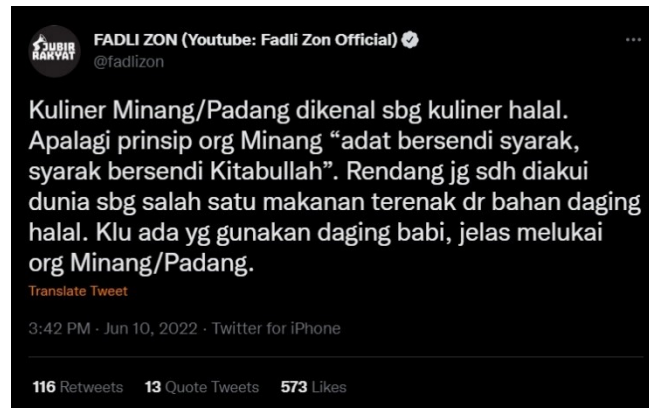 JUBIR
RAKYAT
FADLI ZON (Youtube: Fadli Zon Official)
@fadlizon
Kuliner Minang/Padang dikenal sbg kuliner halal.
Apalagi prinsip org Minang “adat bersendi syarak,
syarak bersendi Kitabullah”. Rendang jg sdh diakui
dunia sbg salah satu makanan terenak dr bahan daging
halal. Klu ada yg gunakan daging babi, jelas melukai
org Minang/Padang.
Translate Tweet
3:42 PM · Jun 10, 2022 · Twitter for iPhone
116 Retweets 13 Quote Tweets 573 Likes